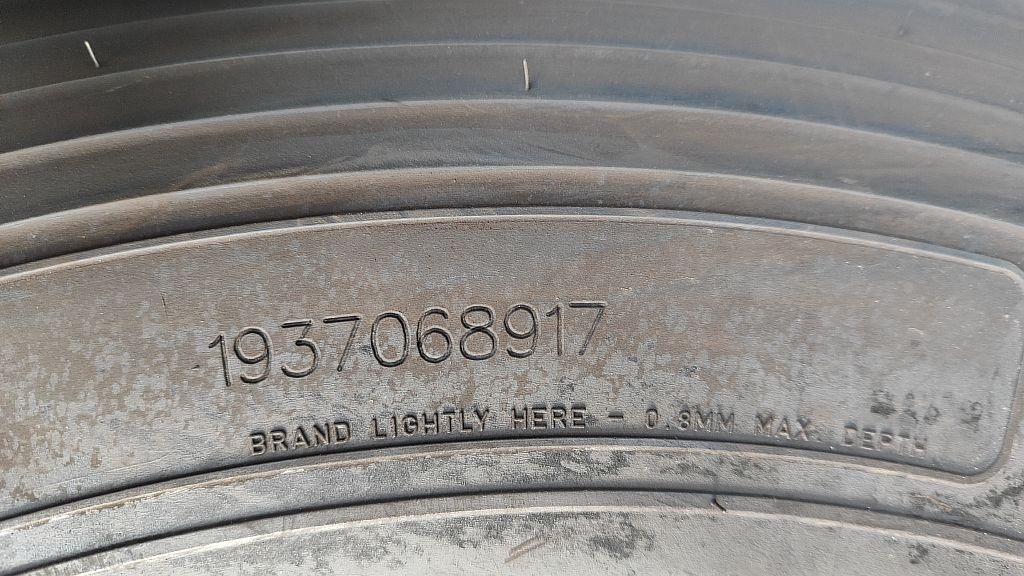 1937068917
BRAND LIGHTLY HERE - 0.8MM MAX. DEPTH